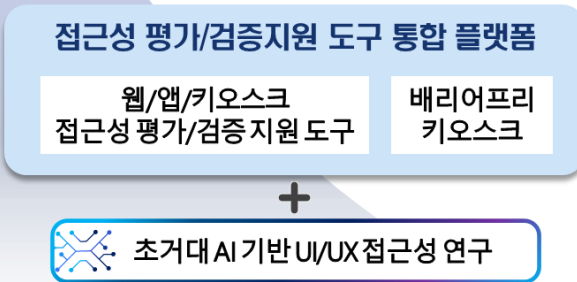 접근성 평가/검증지원 도구 통합 플랫폼
웹/앱/키오스크
접근성 평가/검증 지원 도구
배리어프리
키오스크
+
초거대 AI 기반 UI/UX 접근성 연구